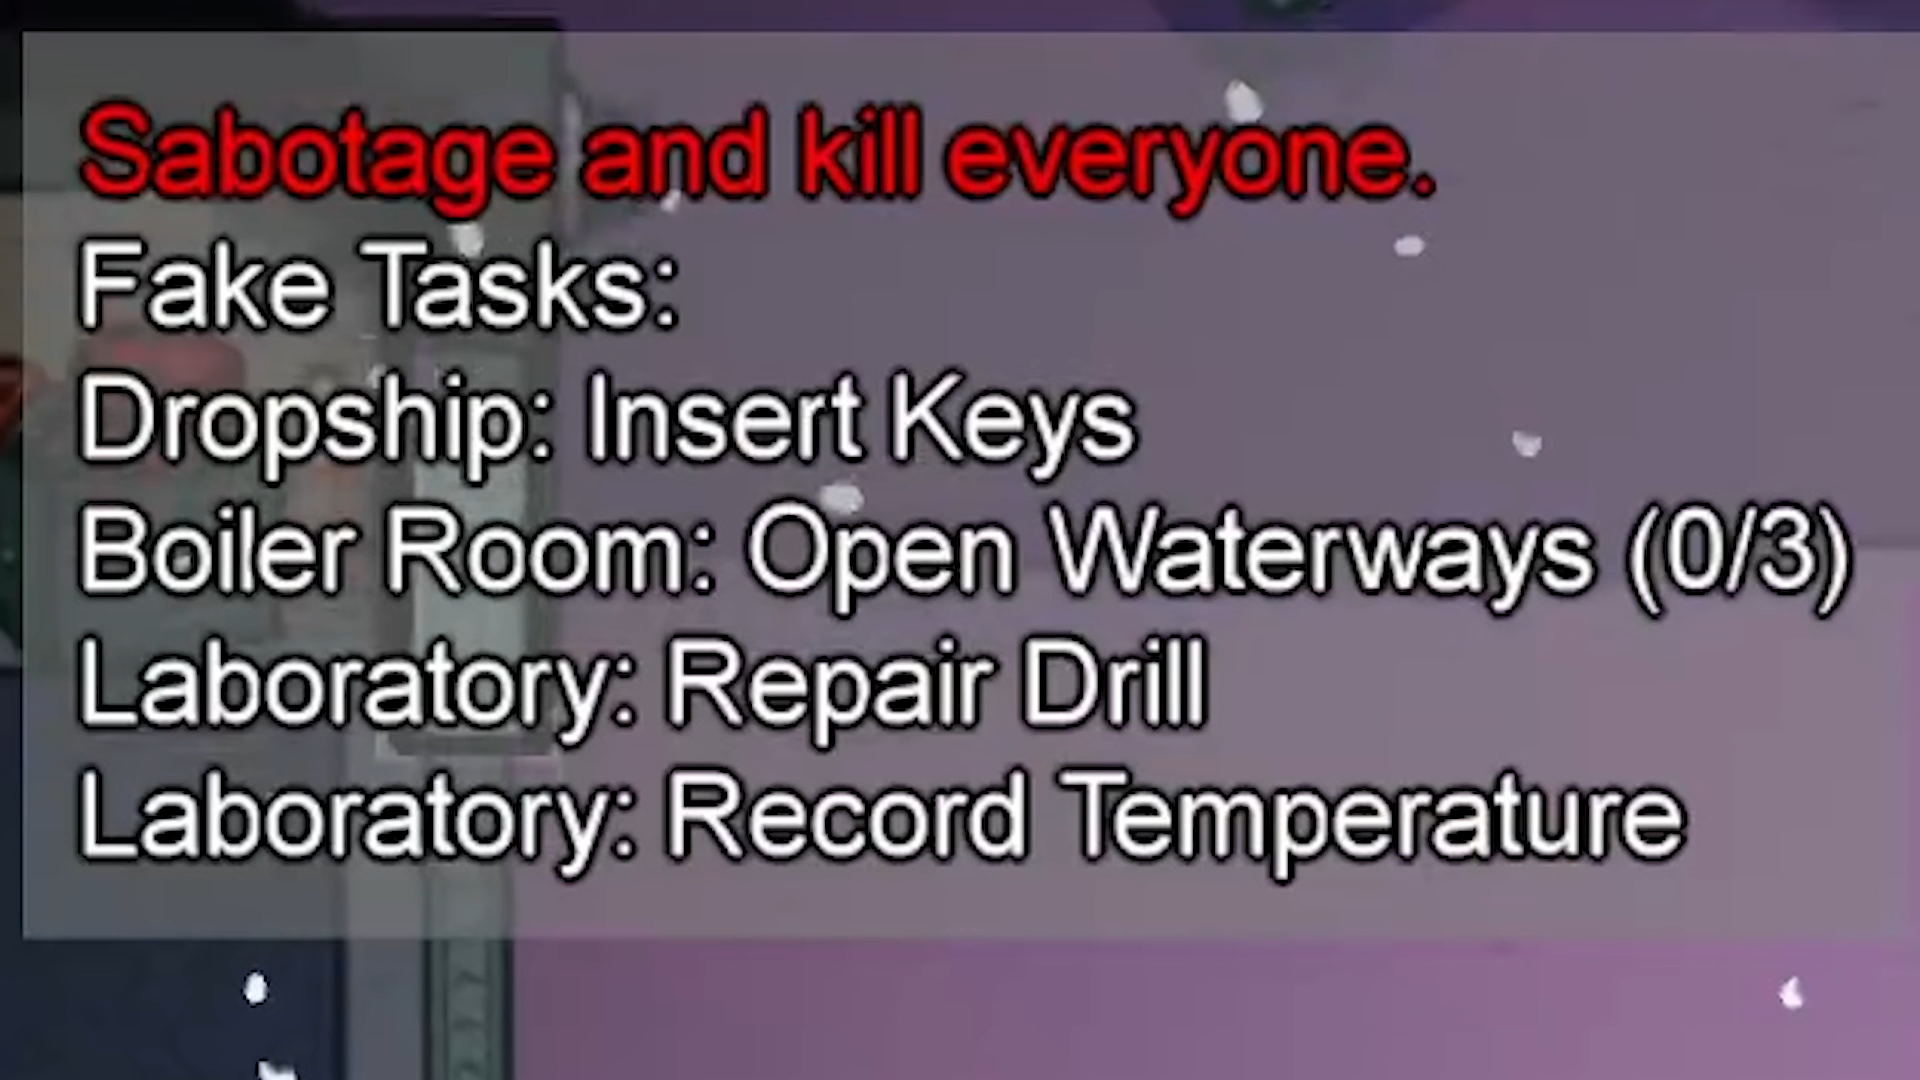 Sabotage and kill everyone.
Fake Tasks:
Dropship: Insert Keys
Boiler Room: Open Waterways (0/3)
Laboratory: Repair Drill
Laboratory: Record Temperature